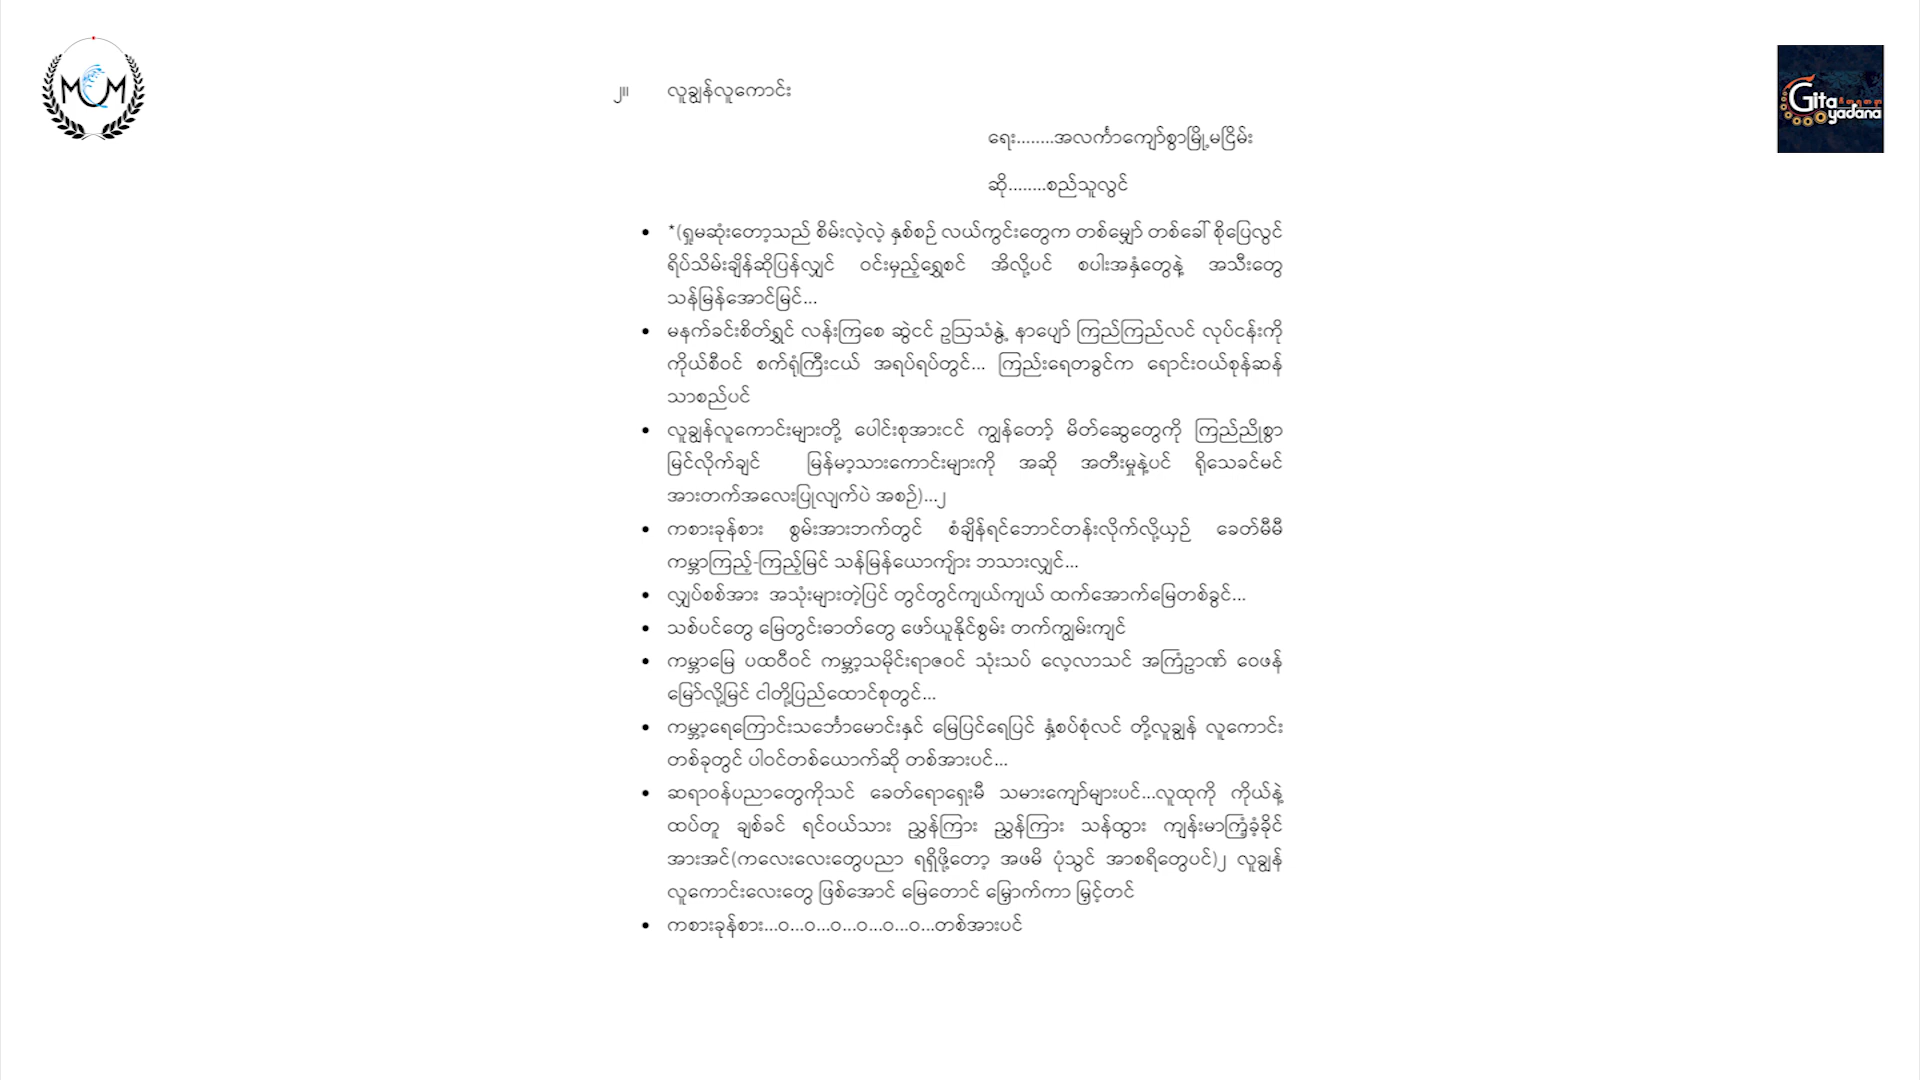 MCM
Gita
ဂီတရတနာ
yadana
၂။ လူချွန်လူကောင်း
ရေး........အလင်္ကာကျော်စွာမြို့မငြိမ်း
ဆို........စည်သူလွင်
• *(ရှုမဆုံးတော့သည် စိမ်းလဲ့လဲ့ နှစ်စဉ် လယ်ကွင်းတွေက တစ်မျှော် တစ်ခေါ် စိုပြေလွင်
ရိပ်သိမ်းချိန်ဆိုပြန်လျှင် ဝင်းမှည့်ရွှေစင် အိလို့ပင် စပါးအနှံတွေနဲ့ အသီးတွေ
သန်မြန်အောင်မြင်...
• မနက်ခင်းစိတ်ရွှင် လန်းကြစေ ဆွဲငင် ဥဩသံနွဲ့ နာပျော် ကြည်ကြည်လင် လုပ်ငန်းကို
ကိုယ်စီဝင် စက်ရုံကြီးငယ် အရပ်ရပ်တွင်... ကြည်းရေတခွင်က ရောင်းဝယ်စုန်ဆန်
သာစည်ပင်
• လူချွန်လူကောင်းများတို့ ပေါင်းစုအားငင် ကျွန်တော့် မိတ်ဆွေတွေကို ကြည်ညိုစွာ
မြင်လိုက်ချင် မြန်မာ့သားကောင်းများကို အဆို အတီးမှုနဲ့ပင် ရိုသေခင်မင်
အားတက်အလေးပြုလျက်ပဲ အစဉ်)...၂
• ကစားခုန်စား စွမ်းအားဘက်တွင် စံချိန်ရင်ဘောင်တန်းလိုက်လို့ယှဉ် ခေတ်မီမီ
ကမ္ဘာကြည့်-ကြည့်မြင် သန်မြန်ယောက်ျား ဘသားလျှင်...
• လျှပ်စစ်အား အသုံးများတဲ့ပြင် တွင်တွင်ကျယ်ကျယ် ထက်အောက်မြေတစ်ခွင်...
• သစ်ပင်တွေ မြေတွင်းဓာတ်တွေ ဖော်ယူနိုင်စွမ်း တက်ကျွမ်းကျင်
• ကမ္ဘာမြေ ပထဝီဝင် ကမ္ဘာ့သမိုင်းရာဇဝင် သုံးသပ် လေ့လာသင် အကြံဥာဏ် ဝေဖန်
မြော်လို့မြင် ငါတို့ပြည်ထောင်စုတွင်...
• ကမ္ဘာ့ရေကြောင်းသင်္ဘောမောင်းနှင် မြေပြင်ရေပြင် နှံ့စပ်စုံလင် တို့လူချွန် လူကောင်း
တစ်ခုတွင် ပါဝင်တစ်ယောက်ဆို တစ်အားပင်...
• ဆရာဝန်ပညာတွေကိုသင် ခေတ်ရောရှေးမီ သမားကျော်များပင်...လူထုကို ကိုယ်နဲ့
ထပ်တူ ချစ်ခင် ရင်ဝယ်သား ညွှန်ကြား ညွှန်ကြား သန်ထွား ကျန်းမာကြံ့ခံ့ခိုင်
အားအင်(ကလေးလေးတွေပညာ ရရှိဖို့တော့ အဖမိ ပုံသွင် အာစရိတွေပင်)၂ လူချွန်
လူကောင်းလေးတွေ ဖြစ်အောင် မြေတောင် မြှောက်ကာ မြှင့်တင်
• ကစားခုန်စား...ဝ...ဝ...ဝ...ဝ...ဝ...ဝ...တစ်အားပင်